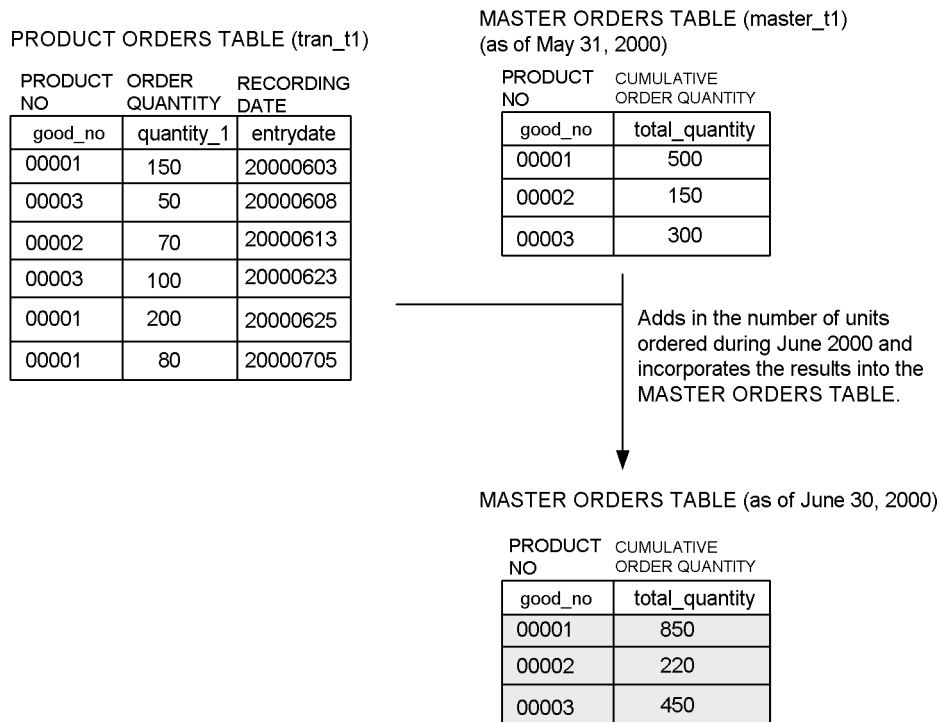 PRODUCT ORDERS TABLE (tran_t1)
PRODUCT NO ORDER QUANTITY RECORDING DATE
good_no quantity_1 entrydate
00001 150 20000603
00003 50 20000608
00002 70 20000613
00003 100 20000623
00001 200 20000625
00001 80 20000705
MASTER ORDERS TABLE (master_t1)
(as of May 31, 2000)
PRODUCT NO CUMULATIVE ORDER QUANTITY
good_no total_quantity
00001 500
00002 150
00003 300
Adds in the number of units
ordered during June 2000 and
incorporates the results into the
MASTER ORDERS TABLE.
MASTER ORDERS TABLE (as of June 30, 2000)
PRODUCT NO CUMULATIVE ORDER QUANTITY
good_no total_quantity
00001 850
00002 220
00003 450